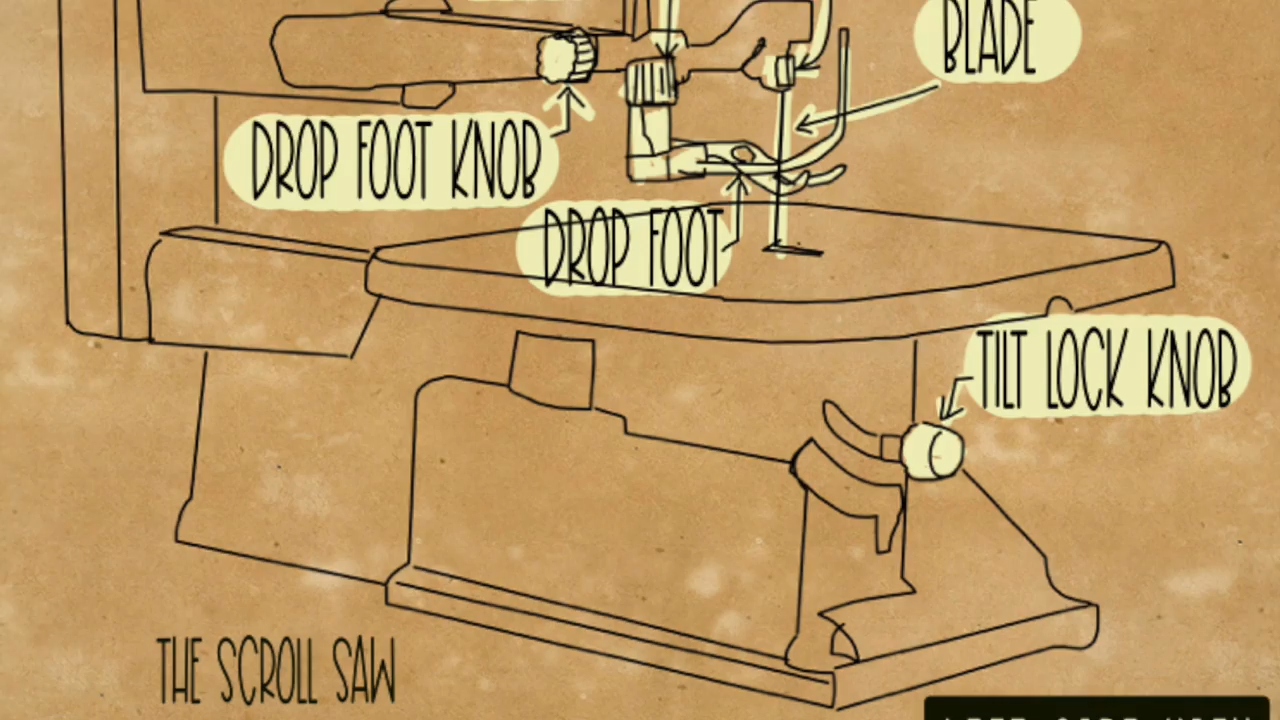 BLADE
DROP FOOT KNOB
DROP FOOT
TILT LOCK KNOB
THE SCROLL SAW